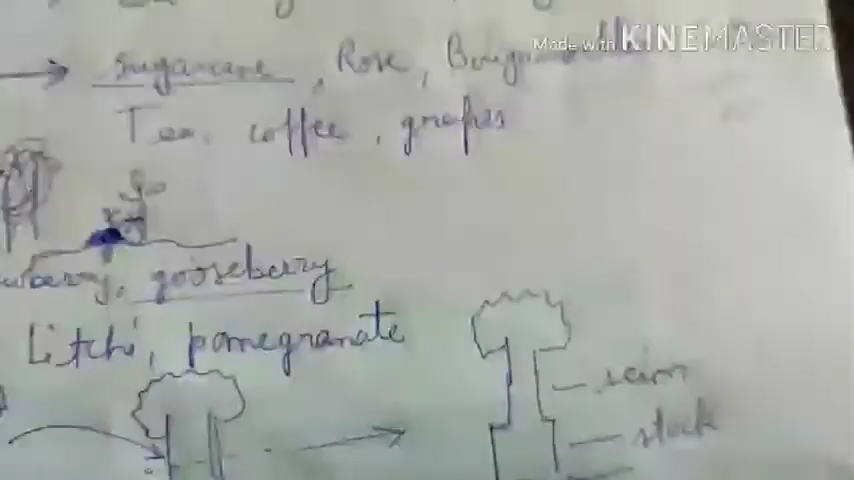 Made with KINEMASTER
sugarcane, Rose,
Tea, coffee, grapes
gooseberry
Litchi, pomegranate
scion
stock